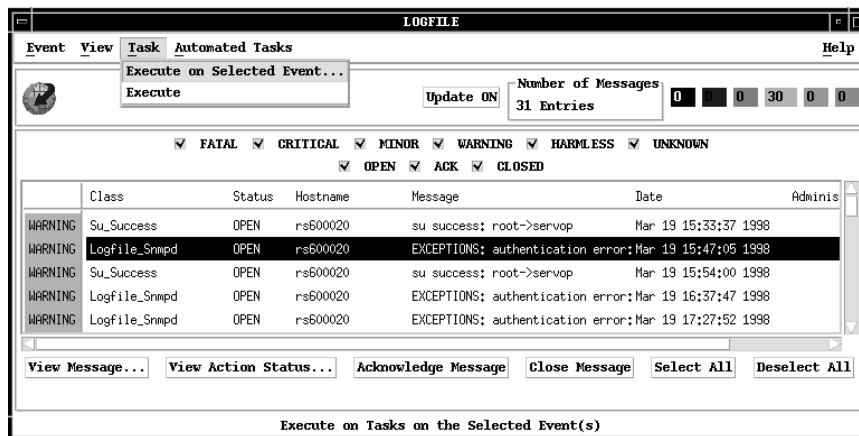 LOGFILE
Event View Task Automated Tasks Help
Execute on Selected Event...
Execute
Update ON
Number of Messages
31 Entries
0 0 0 30 0 0
FATAL CRITICAL MINOR WARNING HARMLESS UNKNOWN
OPEN ACK CLOSED
Class Status Hostname Message Date Adminis
WARNING Su_Success OPEN rs600020 su success: root->servop Mar 19 15:33:37 1998
WARNING Logfile_Snmpd OPEN rs600020 EXCEPTIONS: authentication error: Mar 19 15:47:05 1998
WARNING Su_Success OPEN rs600020 su success: root->servop Mar 19 15:54:00 1998
WARNING Logfile_Snmpd OPEN rs600020 EXCEPTIONS: authentication error: Mar 19 16:37:47 1998
WARNING Logfile_Snmpd OPEN rs600020 EXCEPTIONS: authentication error: Mar 19 17:27:52 1998
View Message... View Action Status... Acknowledge Message Close Message Select All Deselect All
Execute on Tasks on the Selected Event(s)